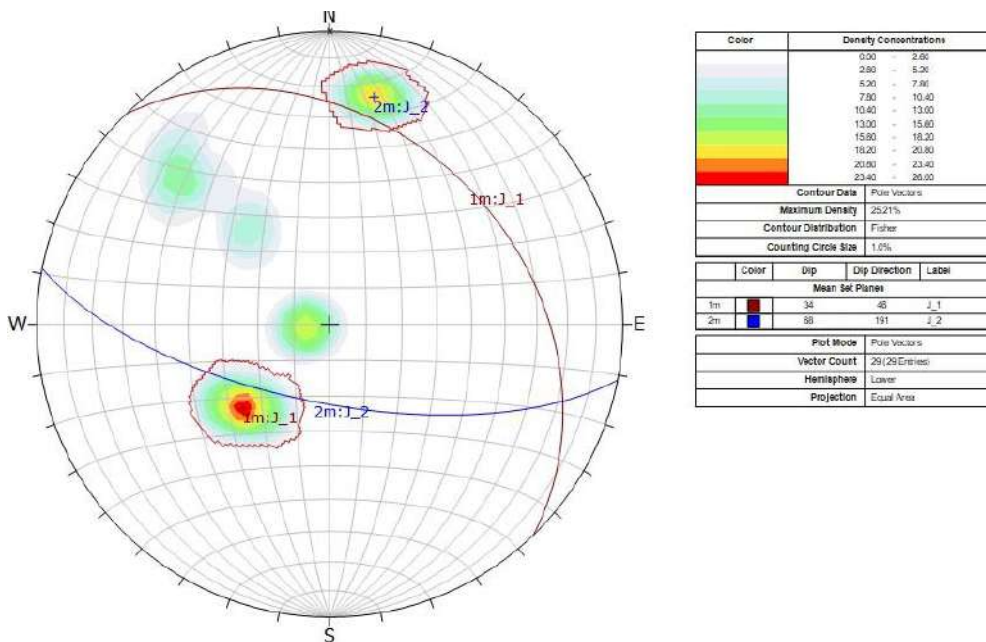 N
2m:J_2
1m:J_1
W
E
1m:J_1
2m:J_2
S
Color Density Concentrations
0.00 - 2.60
2.60 - 5.20
5.20 - 7.80
7.80 - 10.40
10.40 - 13.00
13.00 - 15.60
15.60 - 18.20
18.20 - 20.80
20.80 - 23.40
23.40 - 26.00
Contour Data Pole Vectors
Maximum Density 25.21%
Contour Distribution Fisher
Counting Circle Size 1.0%
Color Dip Dip Direction Label
Mean Set Planes
1m 34 46 J_1
2m 68 191 J_2
Plot Mode Pole Vectors
Vector Count 29 (29 Entries)
Hemisphere Lower
Projection Equal Area